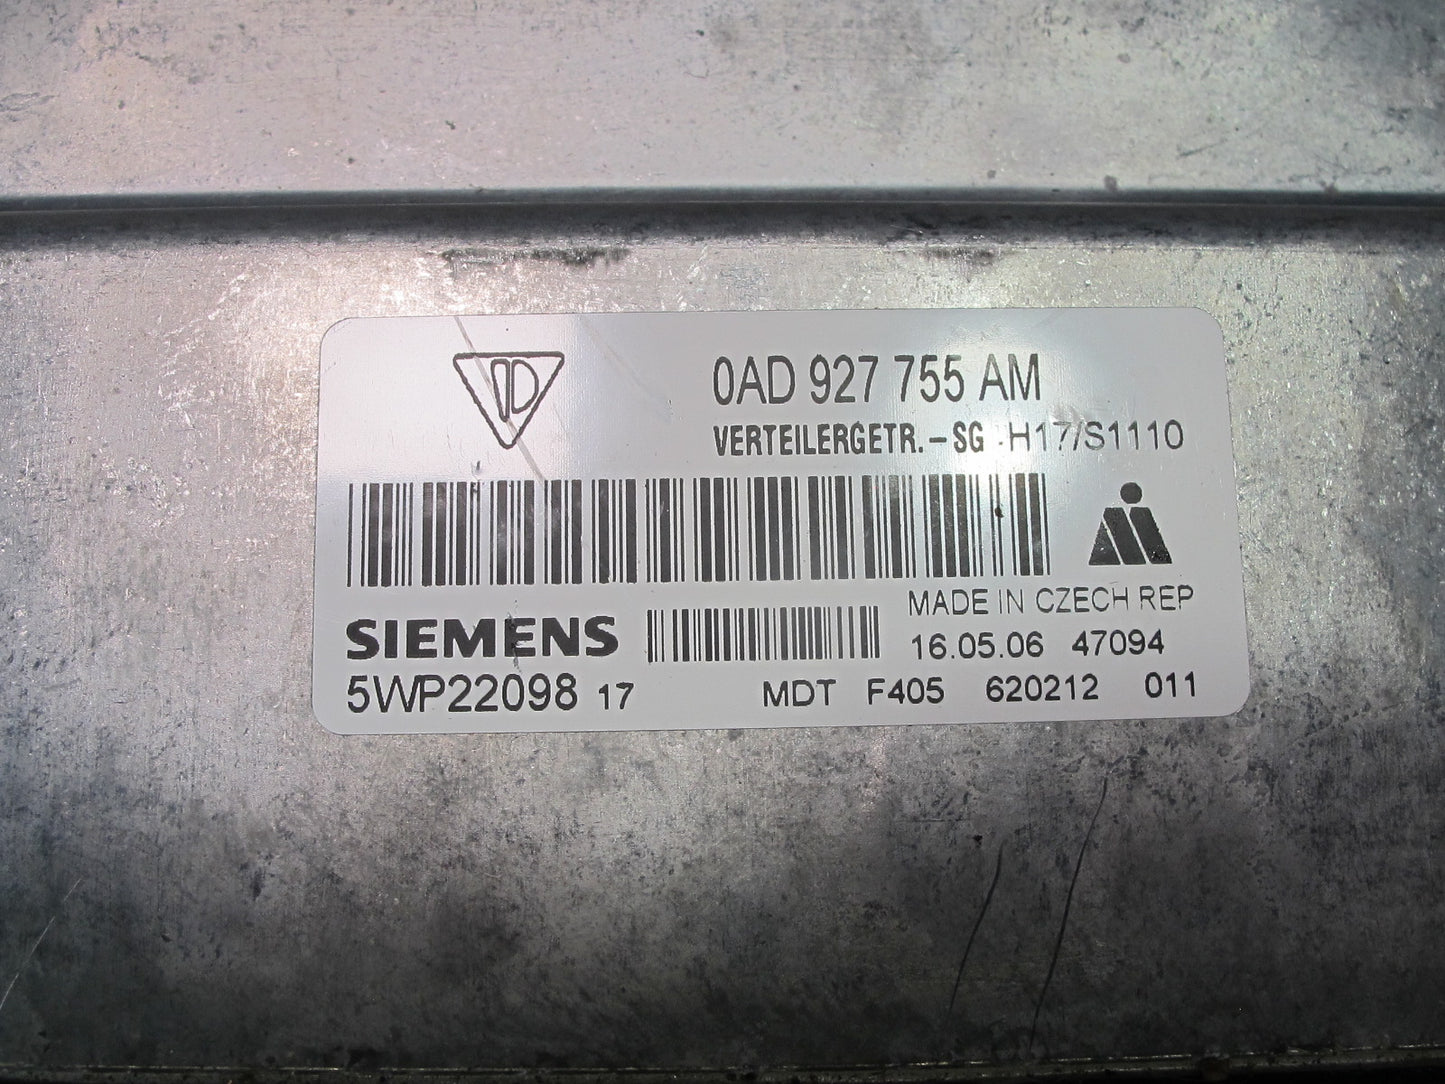 0AD 927 755 AM
VERTEILERGETR.-SG H17/S1110
MADE IN CZECH REP
SIEMENS
16.05.06 47094
5WP22098 17 MDT F405 620212 011